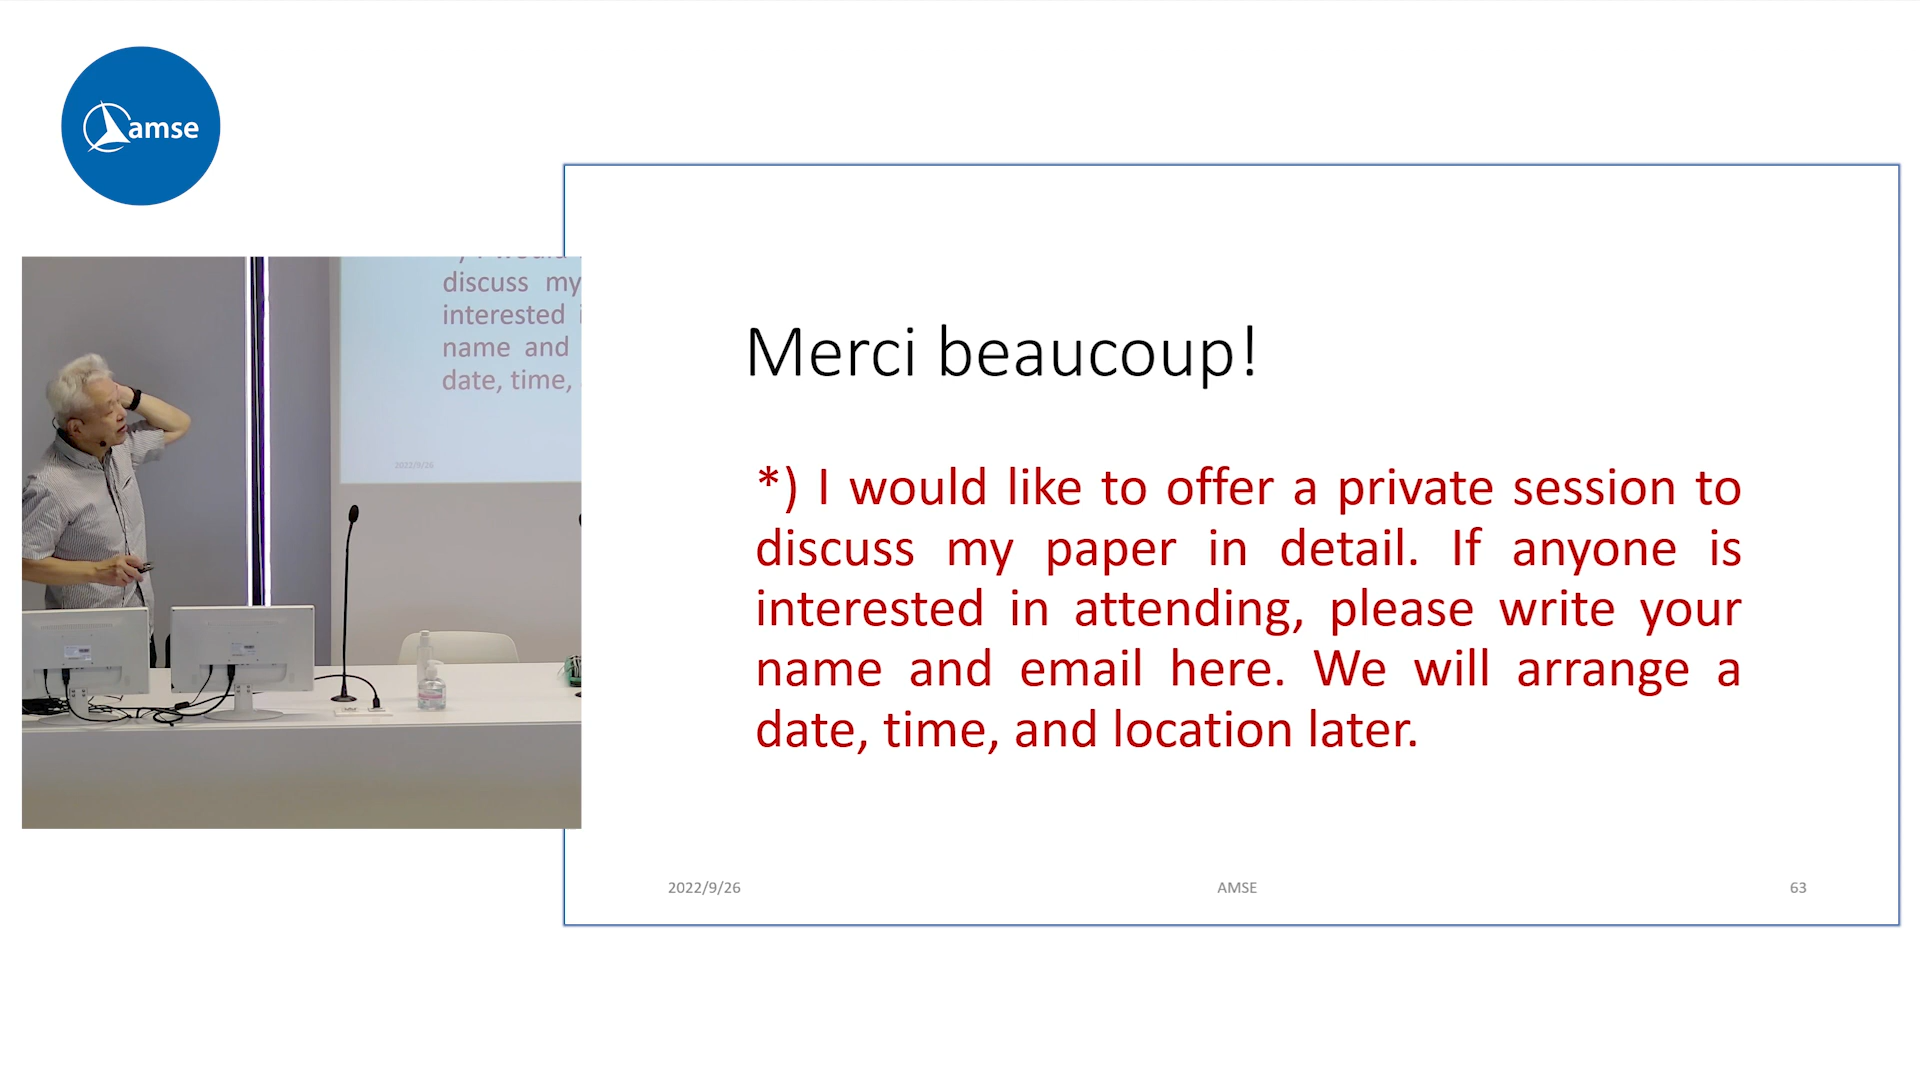 amse
discuss my
interested
name and
date, time,
2022/9/26
Merci beaucoup!
*) I would like to offer a private session to
discuss my paper in detail. If anyone is
interested in attending, please write your
name and email here. We will arrange a
date, time, and location later.
2022/9/26
AMSE
63